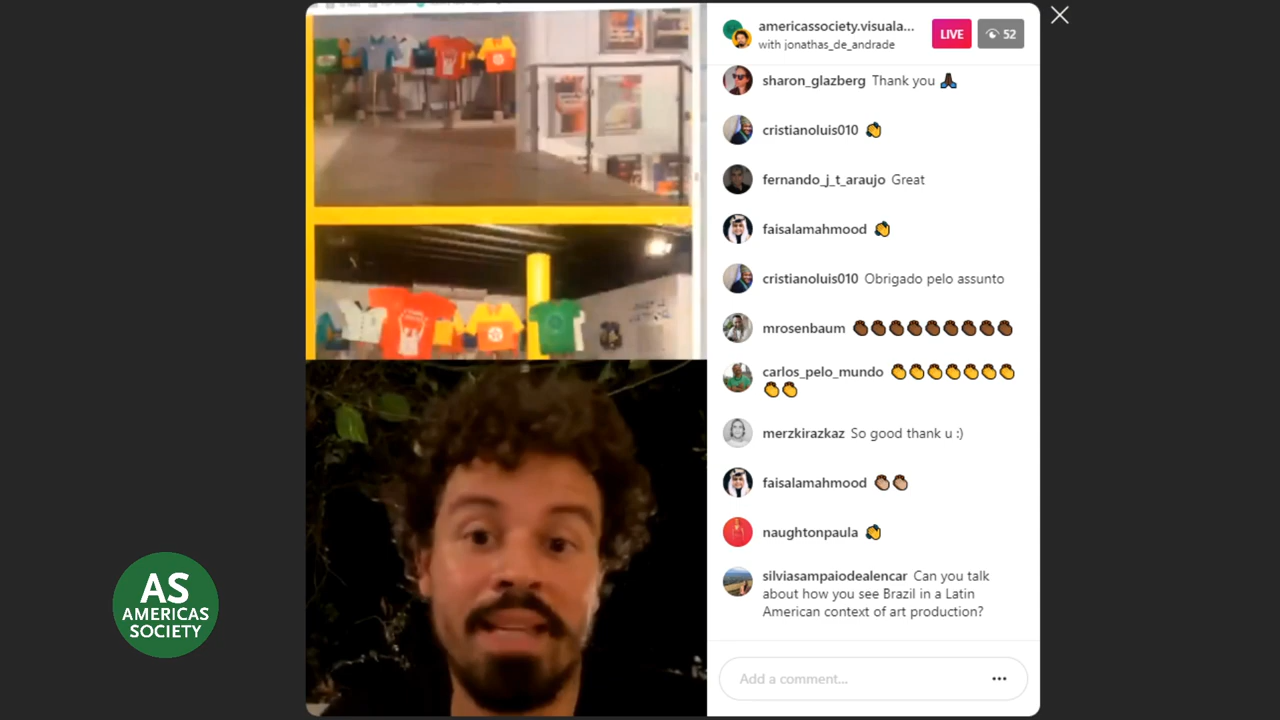 americassociety.visuala...
with jonathas_de_andrade
LIVE
52
sharon_glazberg Thank you 🙏🏿
cristianoluis010 👏
fernando_j_t_araujo Great
faisalamahmood 👏
cristianoluis010 Obrigado pelo assunto
mrosenbaum 👏🏾👏🏾👏🏾👏🏾👏🏾👏🏾👏🏾👏🏾👏🏾
carlos_pelo_mundo 👏👏👏👏👏👏👏
👏👏
merzkirazkaz So good thank u :)
faisalamahmood 👏🏼👏🏼
naughtonpaula 👏
silviasampaiodealencar Can you talk
about how you see Brazil in a Latin
American context of art production?
Add a comment...
AS
AMERICAS
SOCIETY